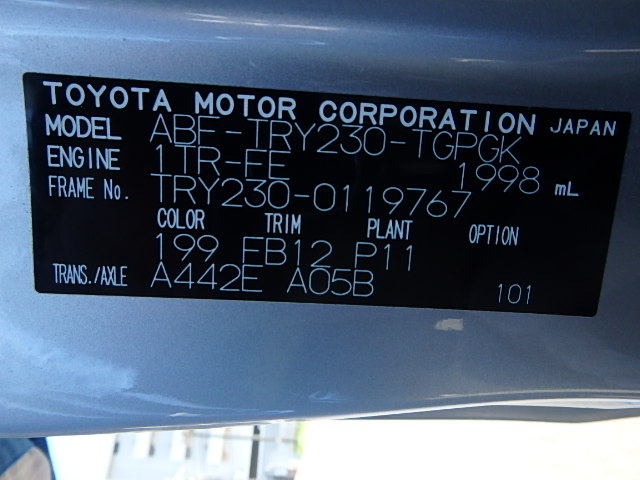 TOYOTA MOTOR CORPORATION JAPAN
MODEL ABF-TRY230-TGPGK
ENGINE 1TR-FE 1998 mL
FRAME No. TRY230-0119767
COLOR TRIM PLANT OPTION
199 FB12 P11
TRANS./AXLE A442E A05B 101